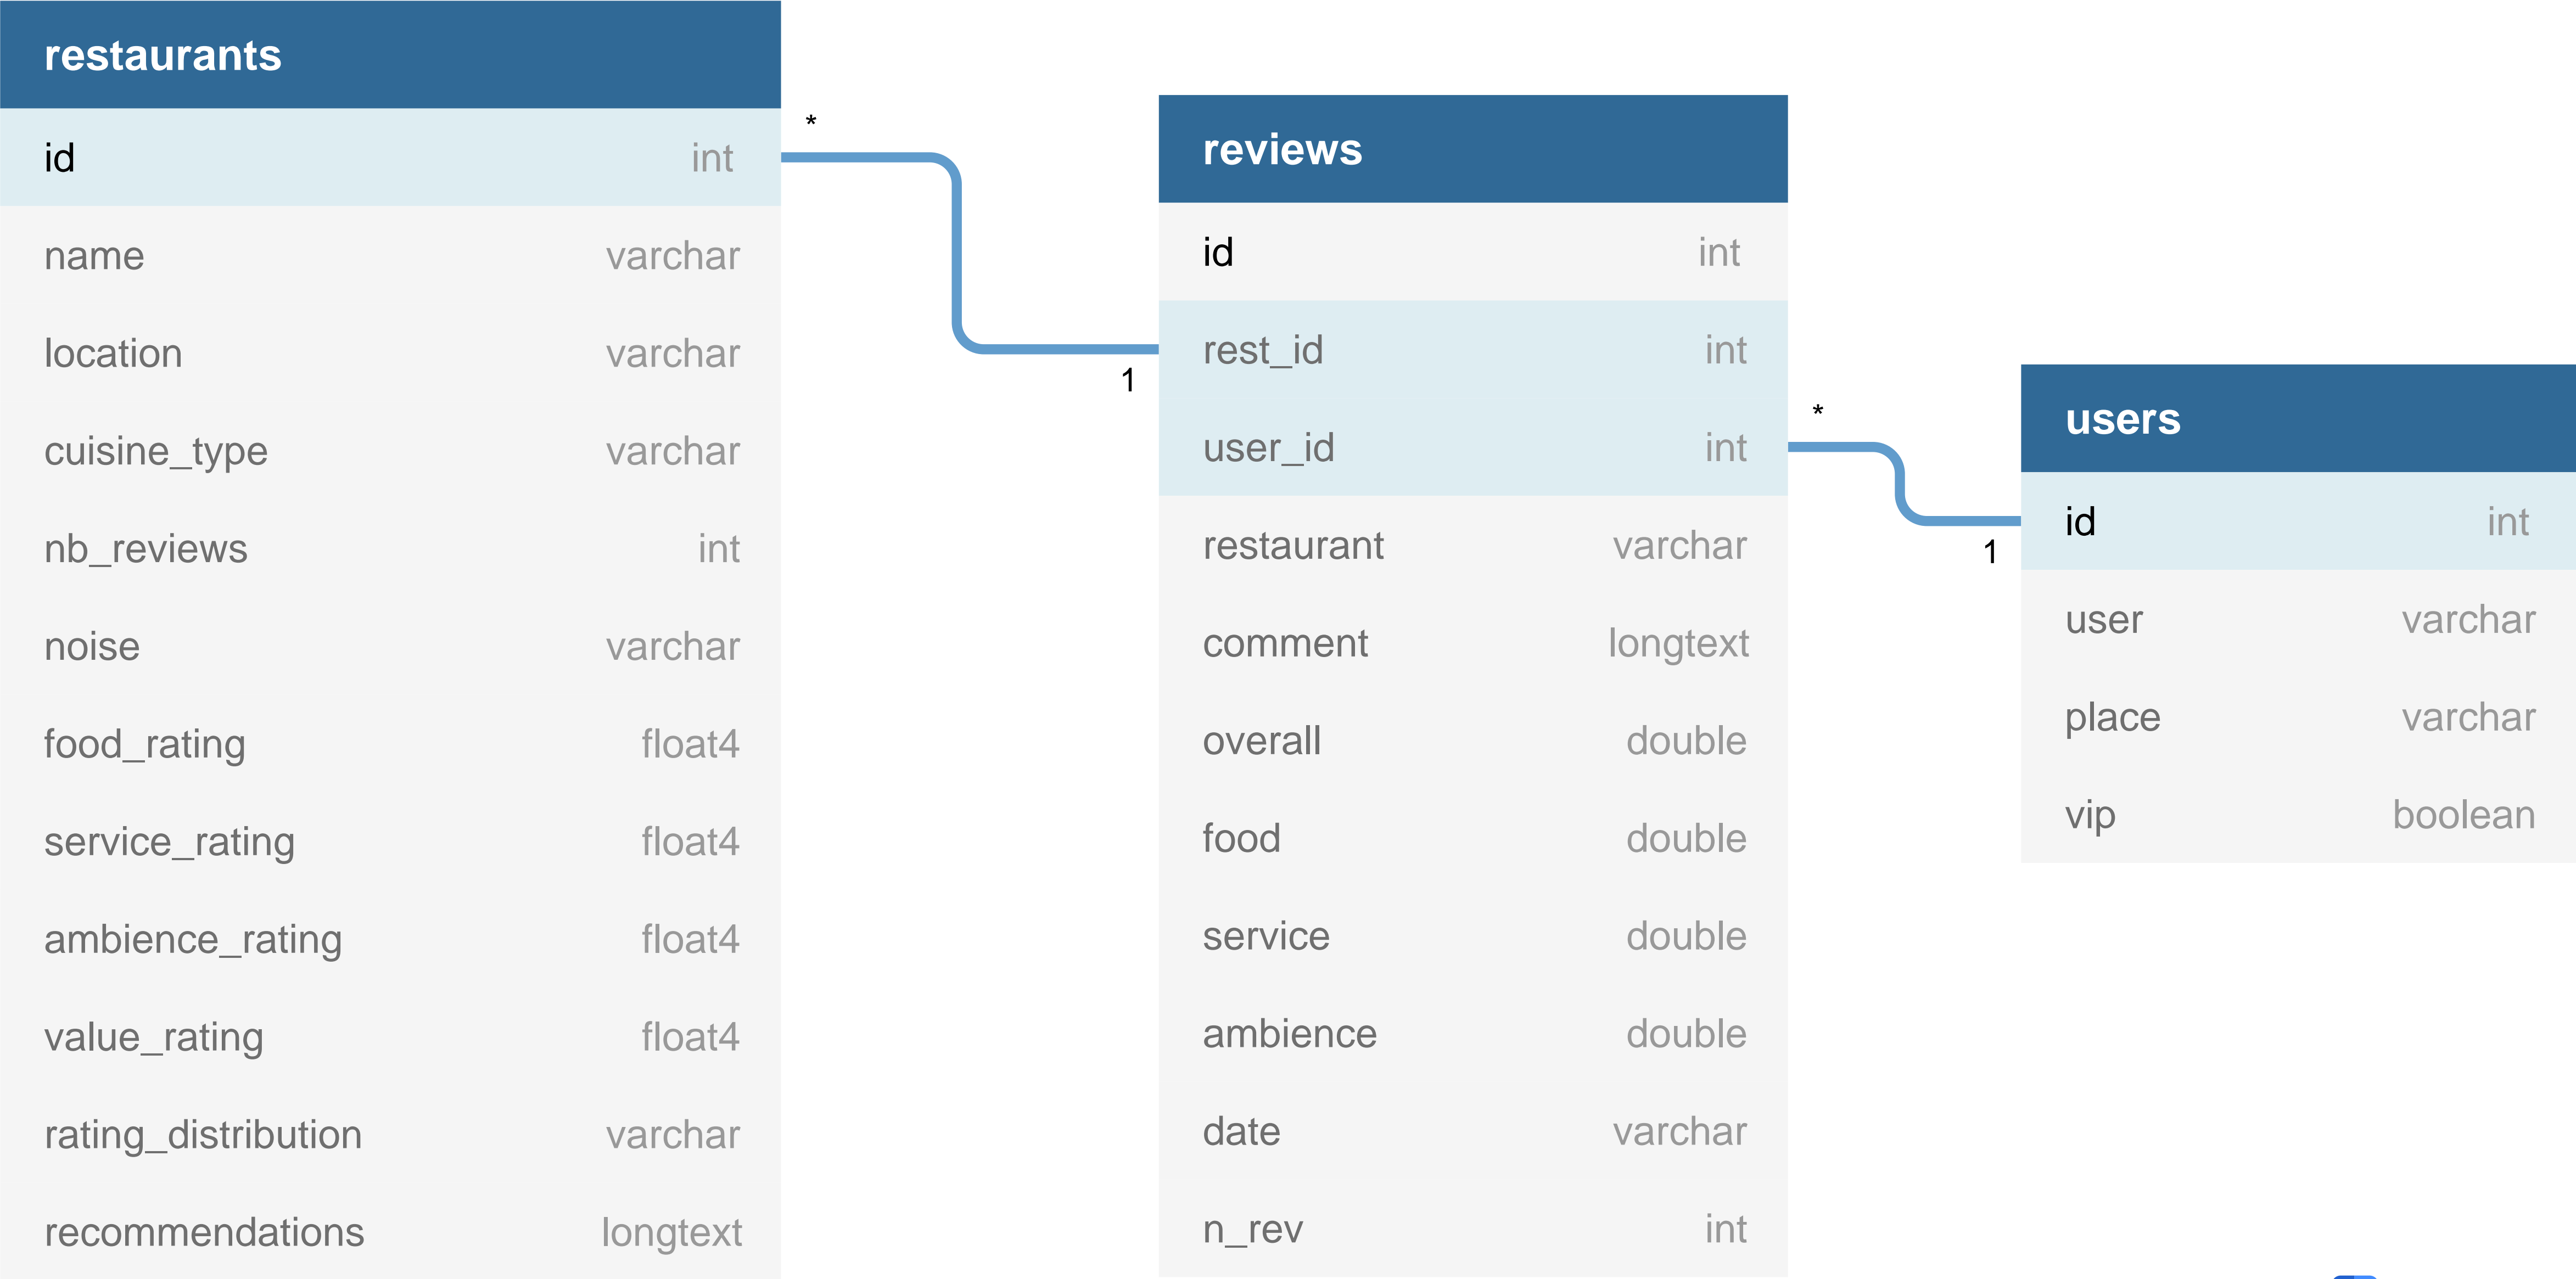 restaurants
id int
name varchar
location varchar
cuisine_type varchar
nb_reviews int
noise varchar
food_rating float4
service_rating float4
ambience_rating float4
value_rating float4
rating_distribution varchar
recommendations longtext
*
1
reviews
id int
rest_id int
user_id int
restaurant varchar
comment longtext
overall double
food double
service double
ambience double
date varchar
n_rev int
*
1
users
id int
user varchar
place varchar
vip boolean